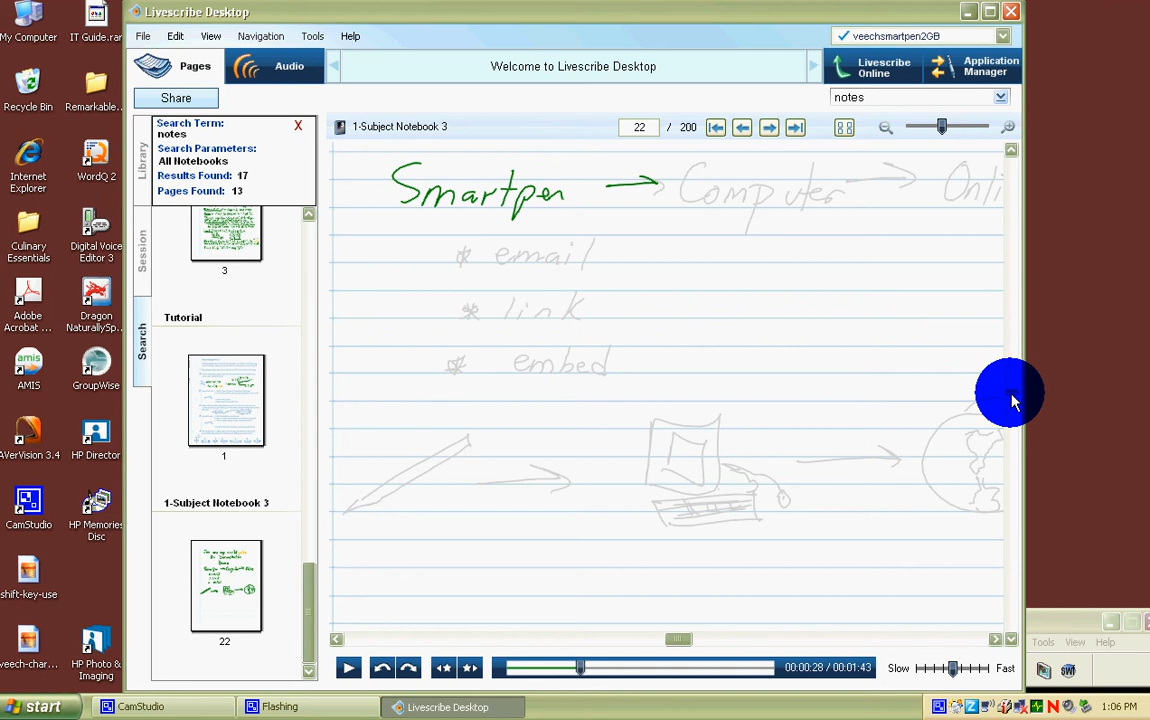 Livescribe Desktop
My Computer
IT Guide.rar
File Edit View Navigation Tools Help
veechsmartpen2GB
Pages
Audio
Welcome to Livescribe Desktop
Livescribe Online
Application Manager
Share
notes
Recycle Bin
Remarkable...
Search Term:
notes
X
Search Parameters:
All Notebooks
Results Found: 17
Pages Found: 13
Library
Session
Search
1-Subject Notebook 3
22 / 200
Smartpen → Computer → Onli
* email
* link
* embed
Internet Explorer
WordQ 2
Culinary Essentials
Digital Voice Editor 3
3
Tutorial
Adobe Acrobat ...
Dragon NaturallySp...
AMIS
GroupWise
1
AVerVision 3.4
HP Director
1-Subject Notebook 3
CamStudio
HP Memories Disc
shift-key-use
22
veech-char...
HP Photo & Imaging
00:00:28 / 00:01:43
Slow
Fast
Tools View Help
start
CamStudio
Flashing
Livescribe Desktop
1:06 PM